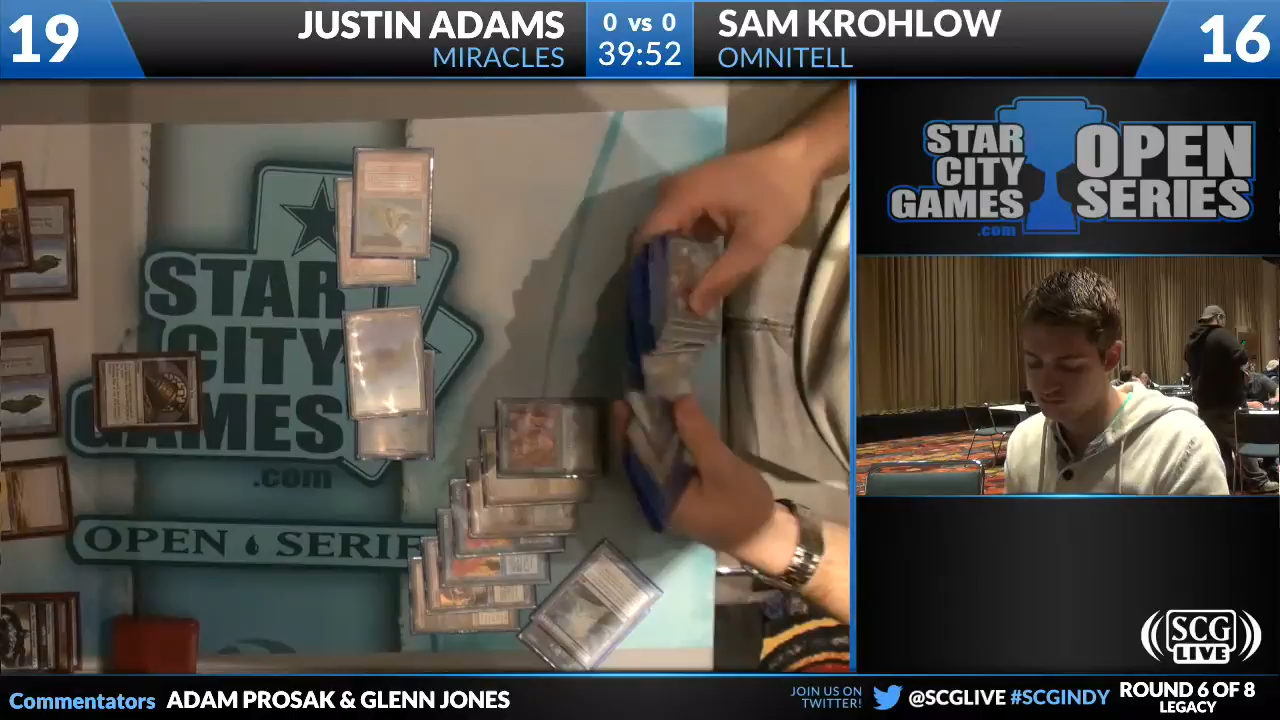 19
JUSTIN ADAMS
MIRACLES
0 vs 0
39:52
SAM KROHLOW
OMNITELL
16
STAR
CITY
GAMES
.com
OPEN
SERIES
STAR
CITY
GAMES
.com
OPEN SERIE
SCG
LIVE
Commentators ADAM PROSAK & GLENN JONES
JOIN US ON
TWITTER!
@SCGLIVE #SCGINDY
ROUND 6 OF 8
LEGACY